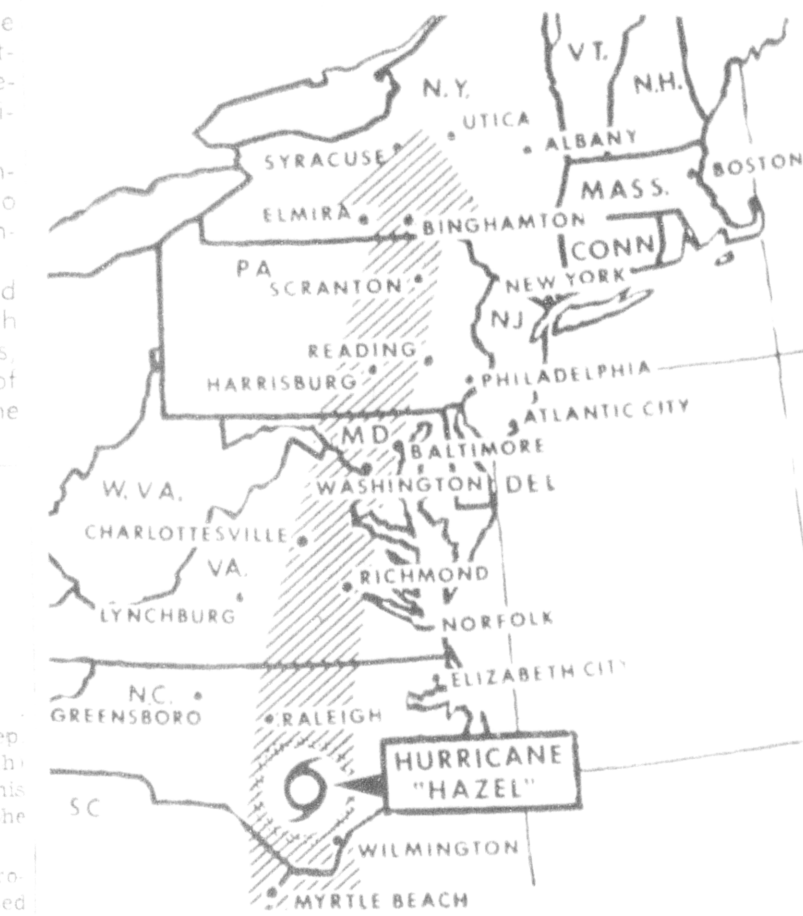 N.Y.
VT.
N.H.
UTICA
ALBANY
SYRACUSE
BOSTON
MASS.
ELMIRA
BINGHAMTON
CONN
PA
SCRANTON
NEW YORK
NJ
READING
HARRISBURG
PHILADELPHIA
ATLANTIC CITY
MD
BALTIMORE
WASHINGTON
DEL
W. VA.
CHARLOTTESVILLE
VA.
RICHMOND
LYNCHBURG
NORFOLK
ELIZABETH CITY
N.C.
GREENSBORO
RALEIGH
HURRICANE
"HAZEL"
SC
WILMINGTON
MYRTLE BEACH